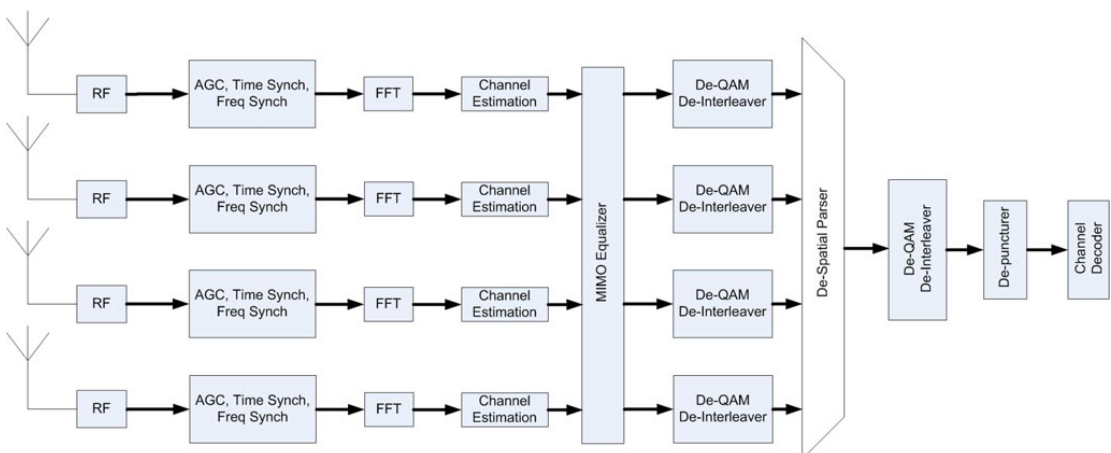 RF
AGC, Time Synch,
Freq Synch
FFT
Channel
Estimation
De-QAM
De-Interleaver
RF
AGC, Time Synch,
Freq Synch
FFT
Channel
Estimation
De-QAM
De-Interleaver
RF
AGC, Time Synch,
Freq Synch
FFT
Channel
Estimation
De-QAM
De-Interleaver
RF
AGC, Time Synch,
Freq Synch
FFT
Channel
Estimation
De-QAM
De-Interleaver
MIMO Equalizer
De-Spatial Parser
De-QAM
De-Interleaver
De-puncturer
Channel
Decoder